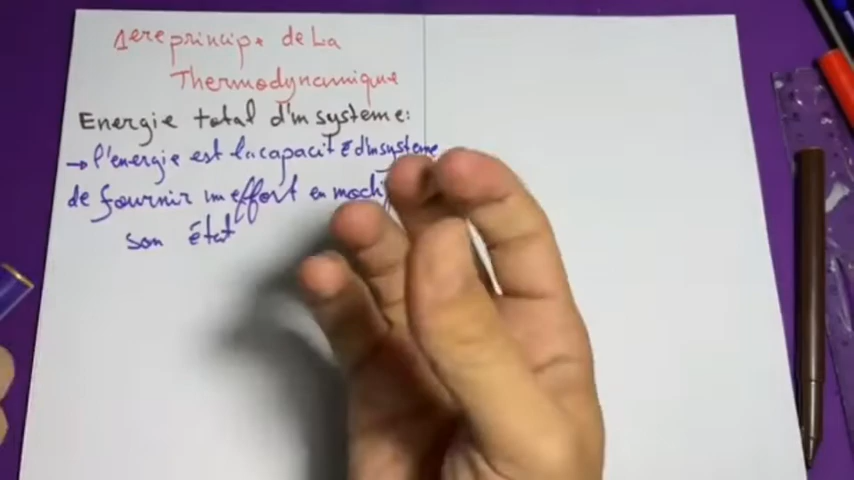 1ere principe de La
Thermodynamique
Energie total d'un systeme:
→ l'énergie est la capacité d'un systeme
de fournir un effort en
son état